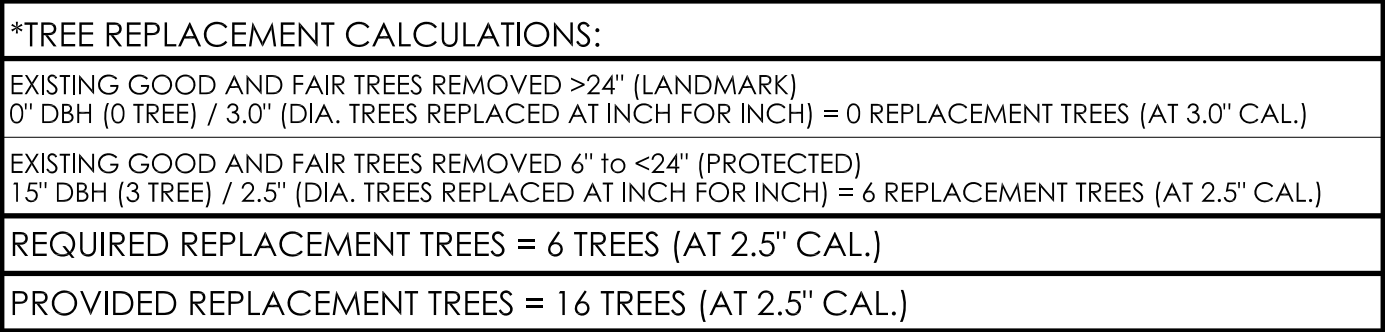 *TREE REPLACEMENT CALCULATIONS:
EXISTING GOOD AND FAIR TREES REMOVED >24" (LANDMARK)
0" DBH (0 TREE) / 3.0" (DIA. TREES REPLACED AT INCH FOR INCH) = 0 REPLACEMENT TREES (AT 3.0" CAL.)
EXISTING GOOD AND FAIR TREES REMOVED 6" to <24" (PROTECTED)
15" DBH (3 TREE) / 2.5" (DIA. TREES REPLACED AT INCH FOR INCH) = 6 REPLACEMENT TREES (AT 2.5" CAL.)
REQUIRED REPLACEMENT TREES = 6 TREES (AT 2.5" CAL.)
PROVIDED REPLACEMENT TREES = 16 TREES (AT 2.5" CAL.)